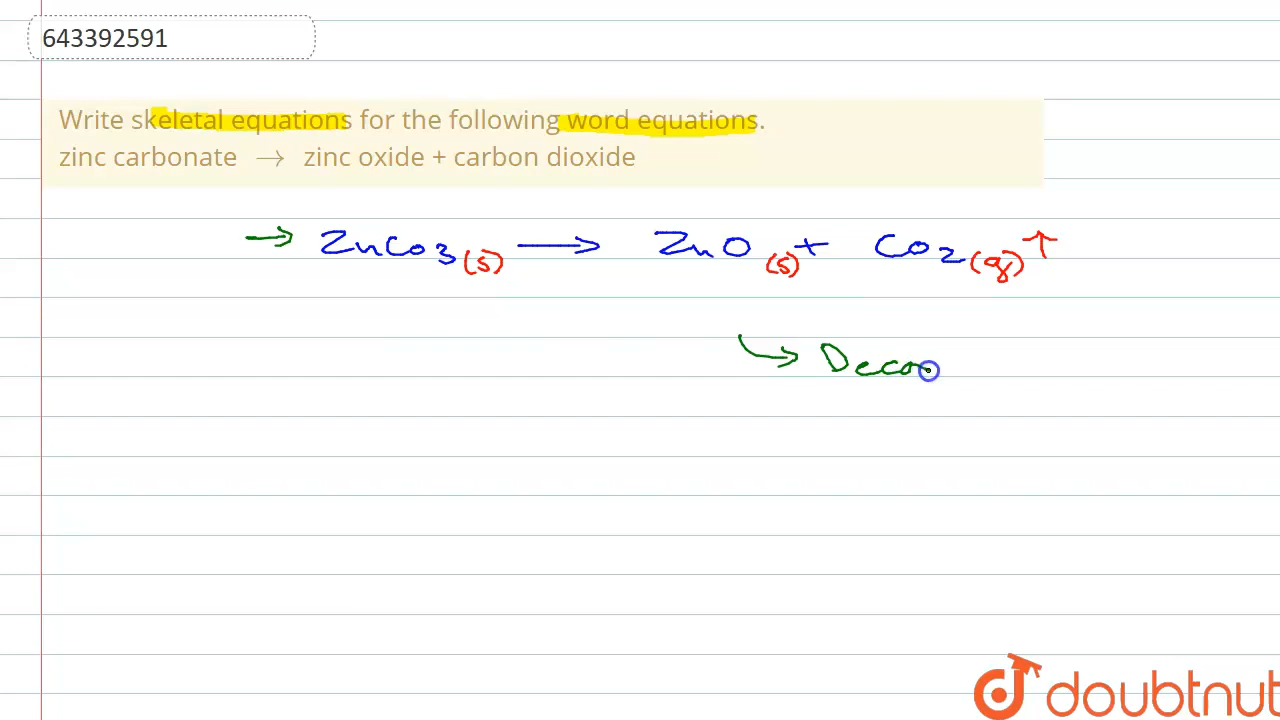 643392591
Write skeletal equations for the following word equations.
zinc carbonate → zinc oxide + carbon dioxide
→ ZnCo3(s) → ZnO(s) + Co2(g)↑
→ Decom
doubtnut